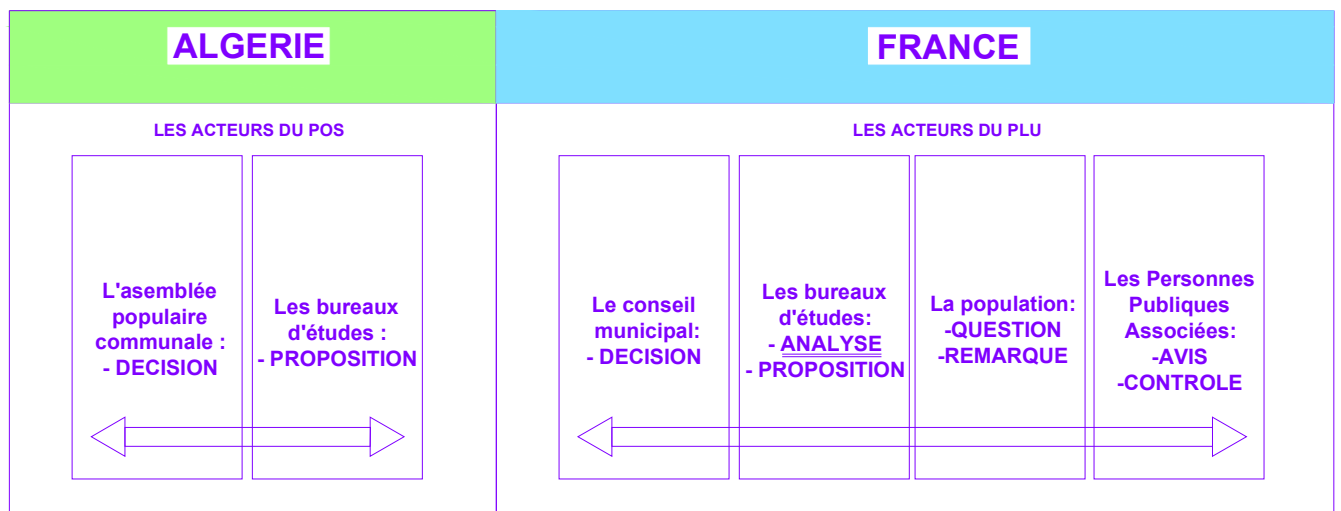 ALGERIE
FRANCE
LES ACTEURS DU POS
LES ACTEURS DU PLU
L'asemblée
populaire
communale :
- DECISION
Les bureaux
d'études :
- PROPOSITION
Le conseil
municipal:
- DECISION
Les bureaux
d'études:
- ANALYSE
- PROPOSITION
La population:
-QUESTION
-REMARQUE
Les Personnes
Publiques
Associées:
-AVIS
-CONTROLE